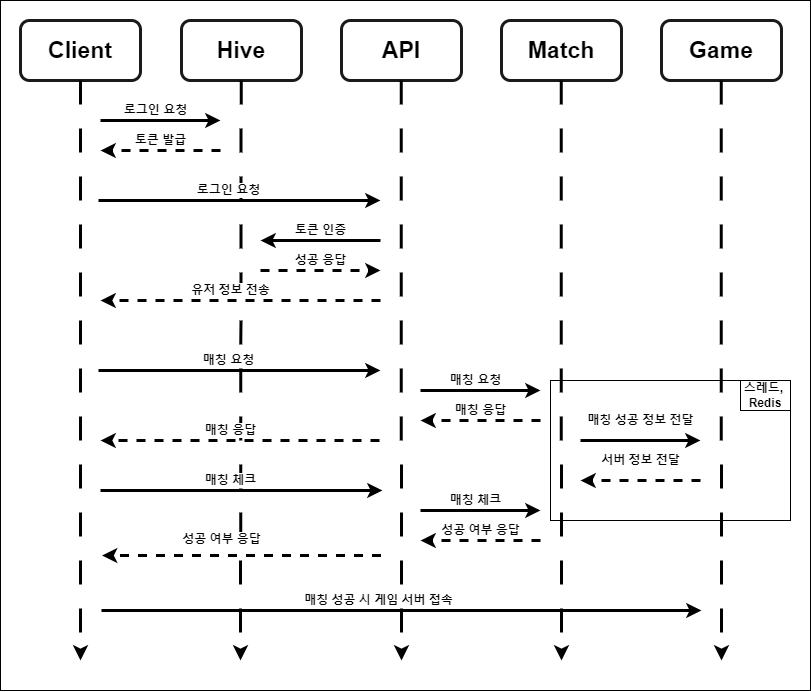 Client
Hive
API
Match
Game
로그인 요청
토큰 발급
로그인 요청
토큰 인증
성공 응답
유저 정보 전송
매칭 요청
매칭 요청
스레드,
Redis
매칭 응답
매칭 성공 정보 전달
매칭 응답
서버 정보 전달
매칭 체크
매칭 체크
성공 여부 응답
성공 여부 응답
매칭 성공 시 게임 서버 접속